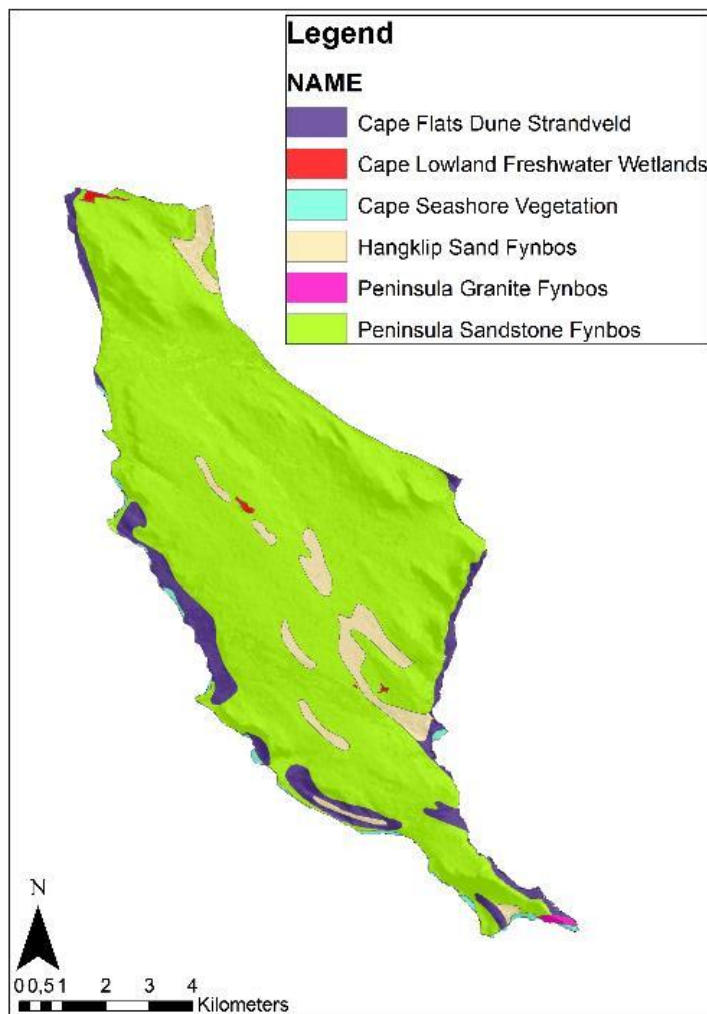 Legend
NAME
Cape Flats Dune Strandveld
Cape Lowland Freshwater Wetlands
Cape Seashore Vegetation
Hangklip Sand Fynbos
Peninsula Granite Fynbos
Peninsula Sandstone Fynbos
N
0 0,5 1 2 3 4
Kilometers